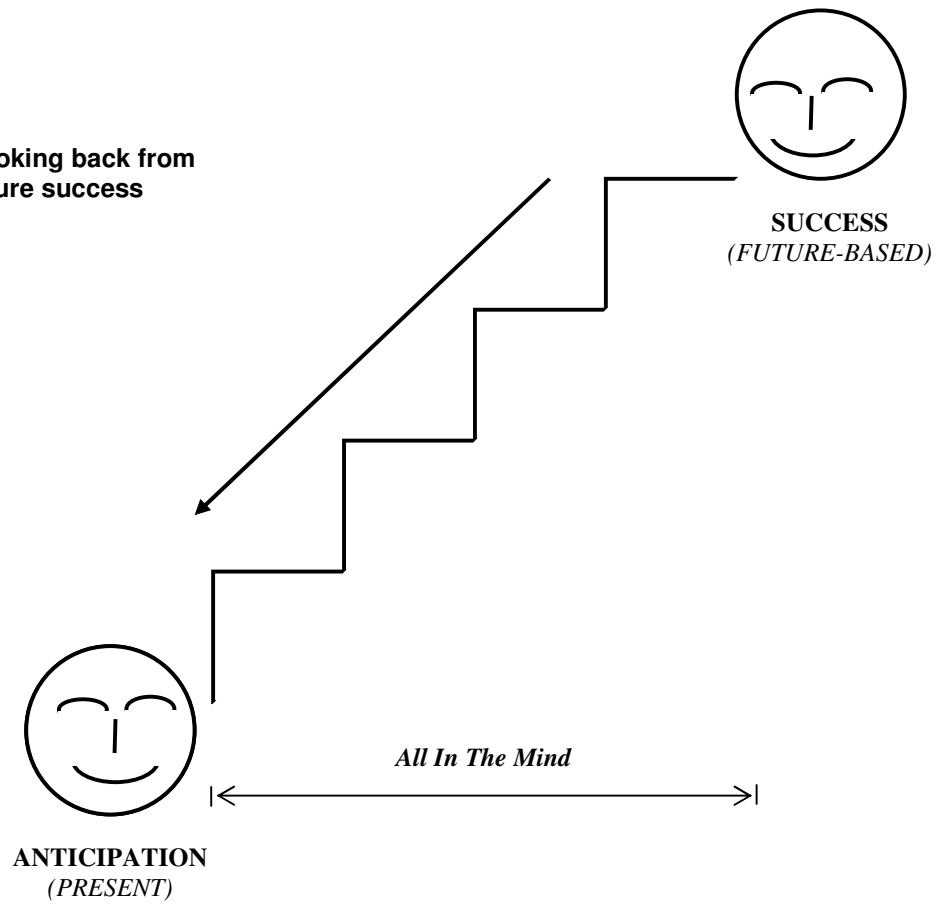 oking back from
ure success
SUCCESS
(FUTURE-BASED)
All In The Mind
ANTICIPATION
(PRESENT)